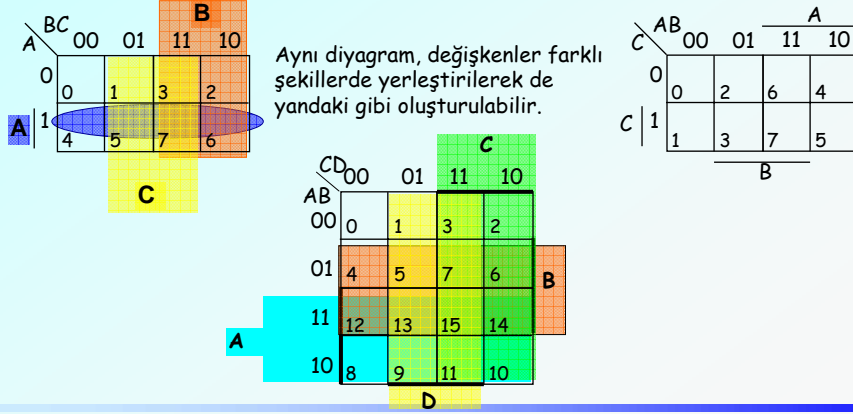 B
BC
A
00 01 11 10
0
0 1 3 2
A 1
4 5 7 6
C
Aynı diyagram, değişkenler farklı
şekillerde yerleştirilerek de
yandaki gibi oluşturulabilir.
A
AB
C
00 01 11 10
0
0 2 6 4
C 1
1 3 7 5
B
C
CD
AB
00 01 11 10
00 0 1 3 2
01 4 5 7 6 B
11 12 13 15 14
A
10 8 9 11 10
D